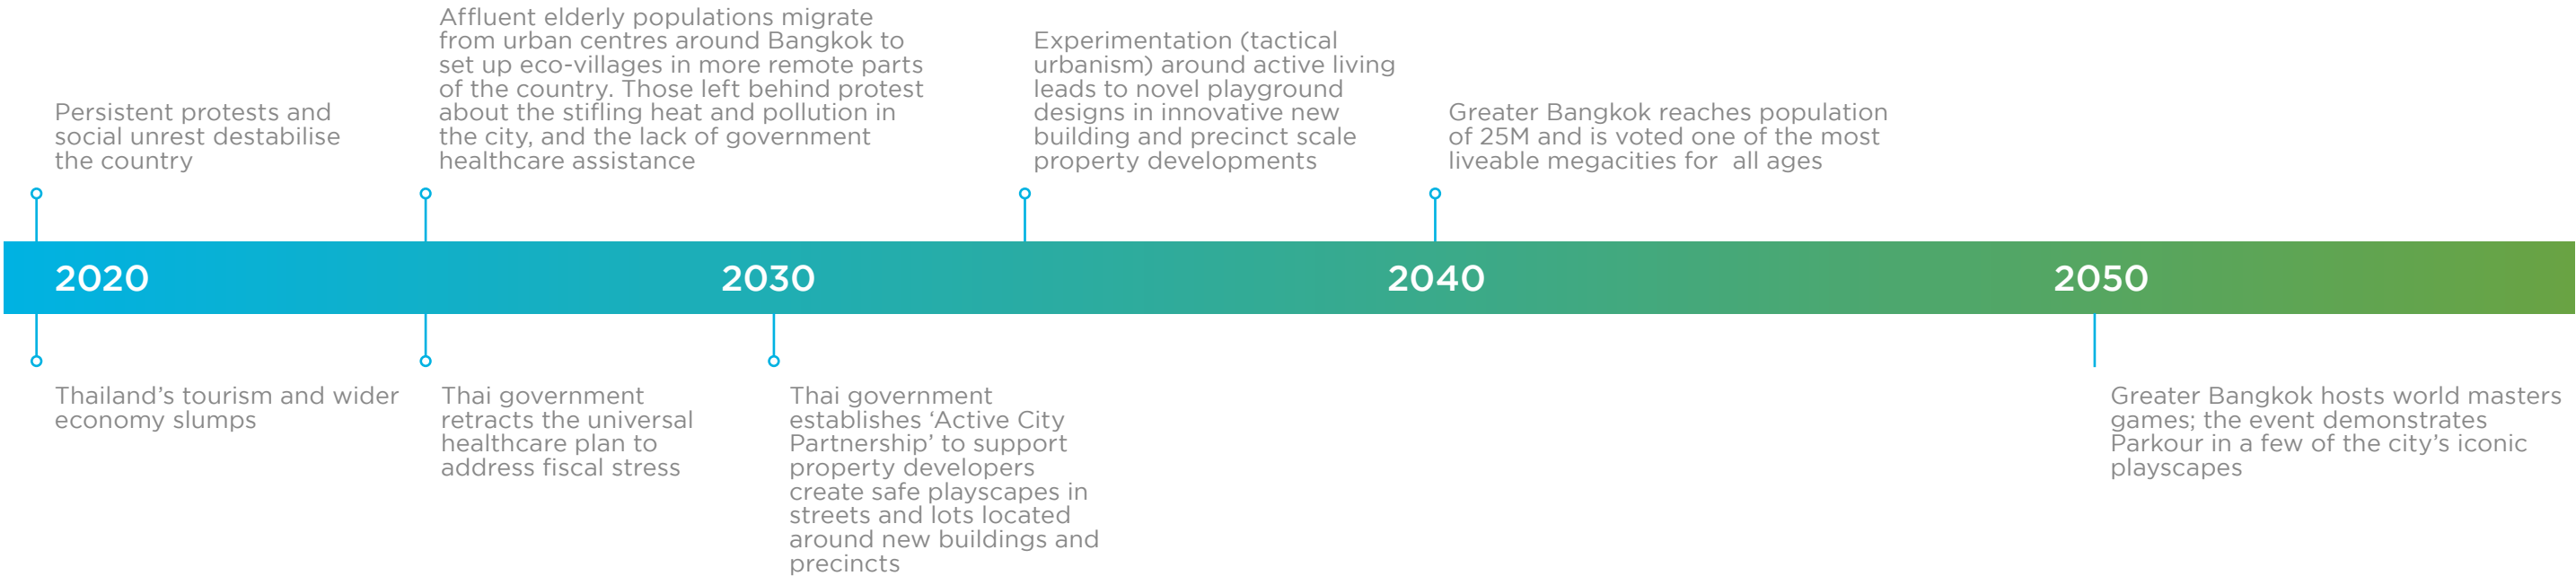 Persistent protests and
social unrest destabilise
the country
Affluent elderly populations migrate
from urban centres around Bangkok to
set up eco-villages in more remote parts
of the country. Those left behind protest
about the stifling heat and pollution in
the city, and the lack of government
healthcare assistance
Experimentation (tactical
urbanism) around active living
leads to novel playground
designs in innovative new
building and precinct scale
property developments
Greater Bangkok reaches population
of 25M and is voted one of the most
liveable megacities for  all ages
2020
2030
2040
2050
Thailand’s tourism and wider
economy slumps
Thai government
retracts the universal
healthcare plan to
address fiscal stress
Thai government
establishes ‘Active City
Partnership’ to support
property developers
create safe playscapes in
streets and lots located
around new buildings and
precincts
Greater Bangkok hosts world masters
games; the event demonstrates
Parkour in a few of the city’s iconic
playscapes